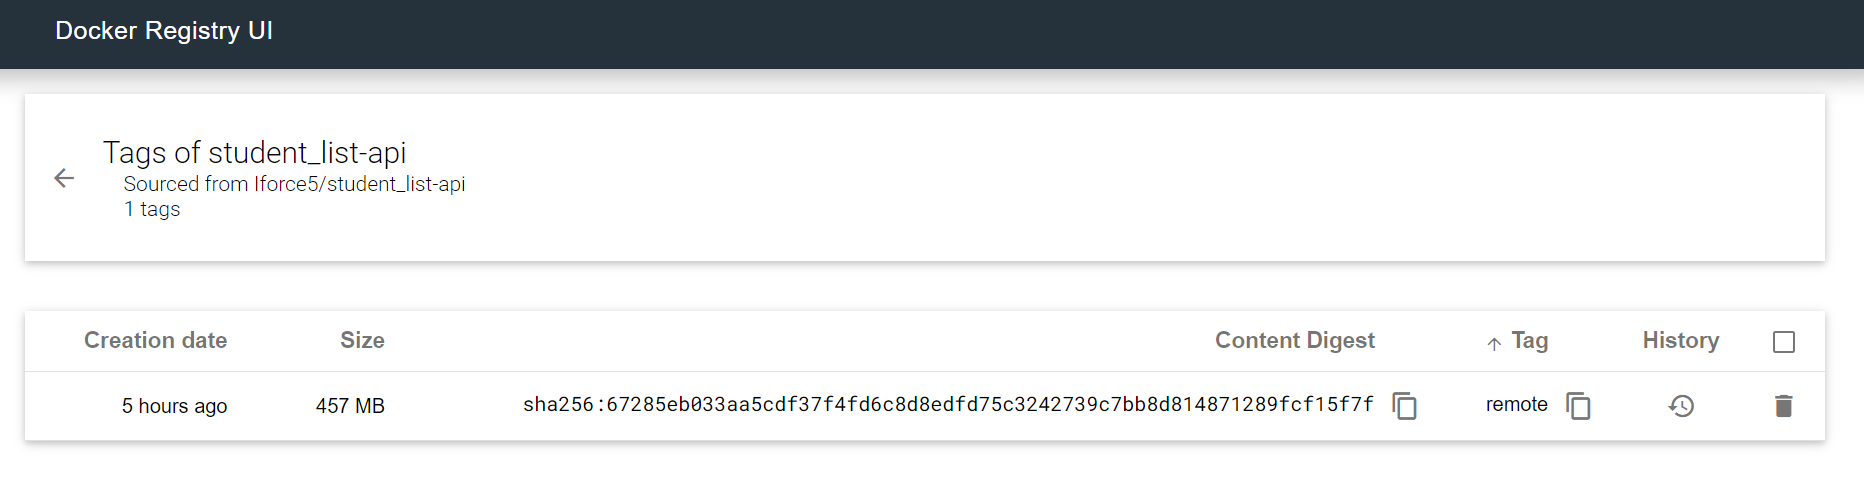 Docker Registry UI
Tags of student_list-api
Sourced from lforce5/student_list-api
1 tags
Creation date Size Content Digest Tag History
5 hours ago 457 MB sha256:67285eb033aa5cdf37f4fd6c8d8edfd75c3242739c7bb8d814871289fcf15f7f remote